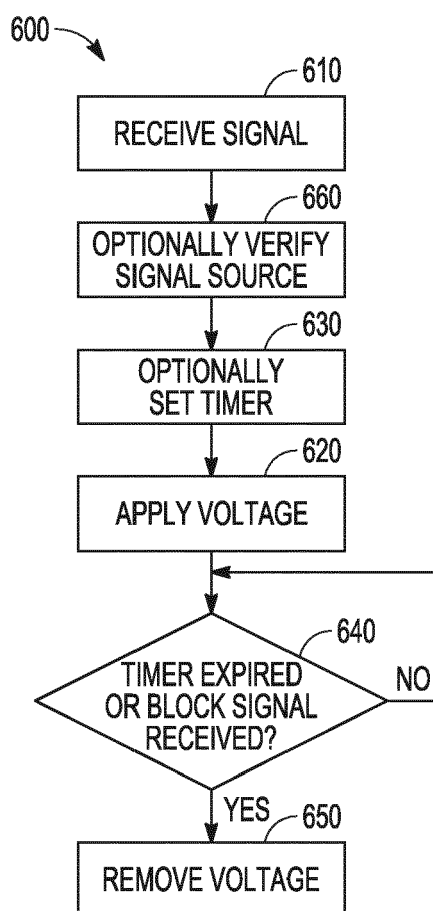 600
610
RECEIVE SIGNAL
660
OPTIONALLY VERIFY
SIGNAL SOURCE
630
OPTIONALLY
SET TIMER
620
APPLY VOLTAGE
640
TIMER EXPIRED
OR BLOCK SIGNAL
RECEIVED?
NO
YES
650
REMOVE VOLTAGE